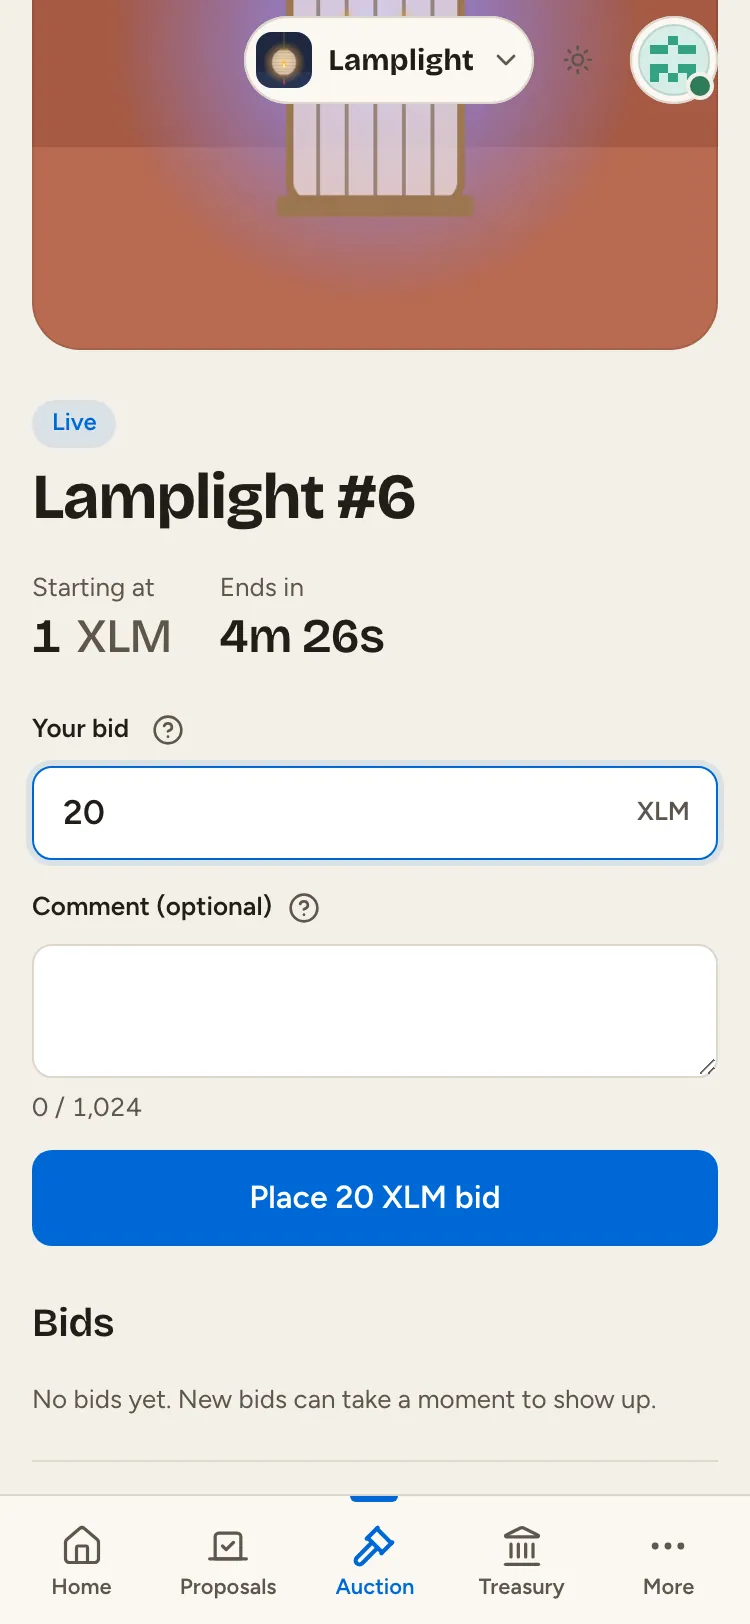 Lamplight
Live
Lamplight #6
Starting at
Ends in
1 XLM
4m 26s
Your bid
20
XLM
Comment (optional)
0 / 1,024
Place 20 XLM bid
Bids
No bids yet. New bids can take a moment to show up.
Home
Proposals
Auction
Treasury
More